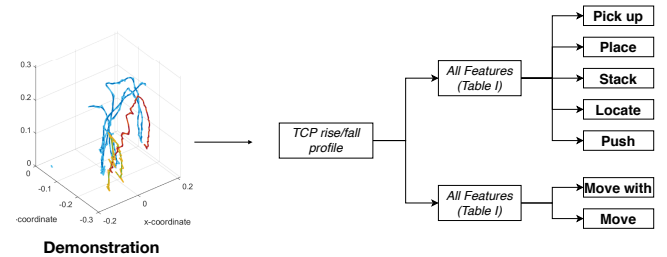 0.3
0.2
0.1
0
0
-0.1
-0.2
-0.3
-0.2
0
0.2
·coordinate
x-coordinate
Demonstration
TCP rise/fall
profile
All Features
(Table I)
All Features
(Table I)
Pick up
Place
Stack
Locate
Push
Move with
Move